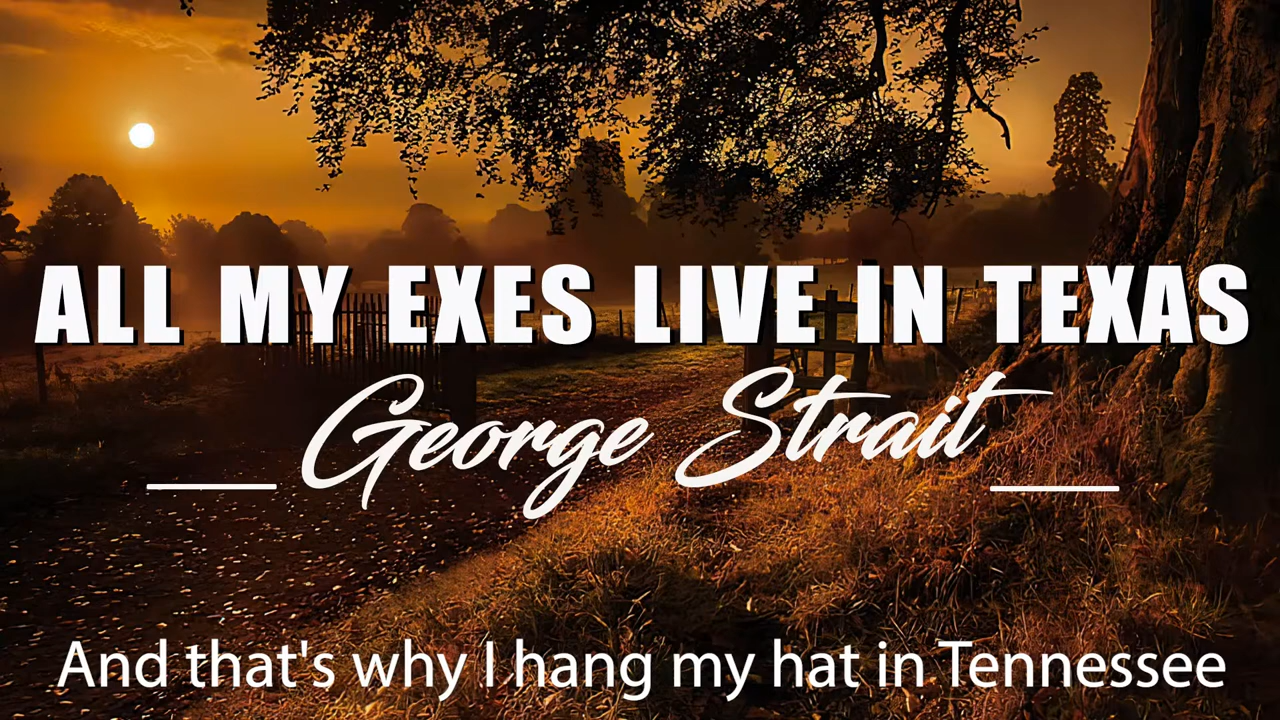 ALL MY EXES LIVE IN TEXAS
George Strait
And that's why I hang my hat in Tennessee